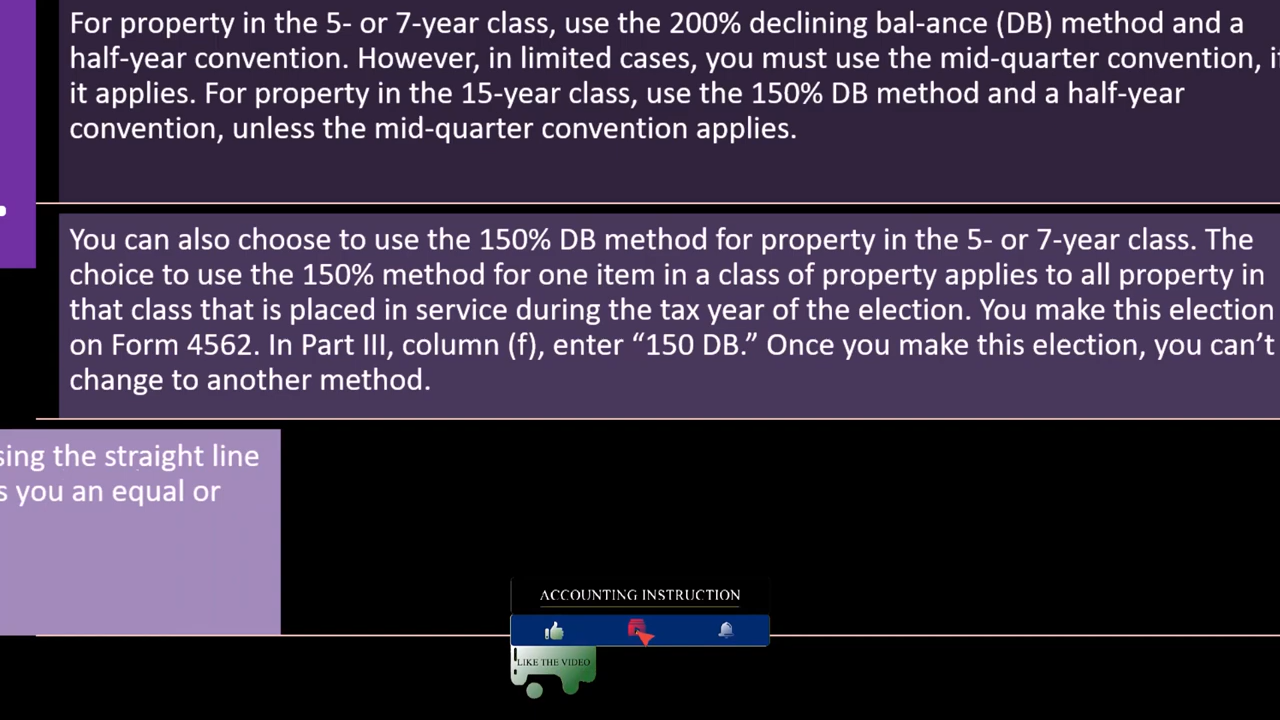 For property in the 5- or 7-year class, use the 200% declining bal-ance (DB) method and a
half-year convention. However, in limited cases, you must use the mid-quarter convention, if
it applies. For property in the 15-year class, use the 150% DB method and a half-year
convention, unless the mid-quarter convention applies.
You can also choose to use the 150% DB method for property in the 5- or 7-year class. The
choice to use the 150% method for one item in a class of property applies to all property in
that class that is placed in service during the tax year of the election. You make this election
on Form 4562. In Part III, column (f), enter “150 DB.” Once you make this election, you can’t
change to another method.
sing the straight line
s you an equal or
ACCOUNTING INSTRUCTION
LIKE THE VIDEO